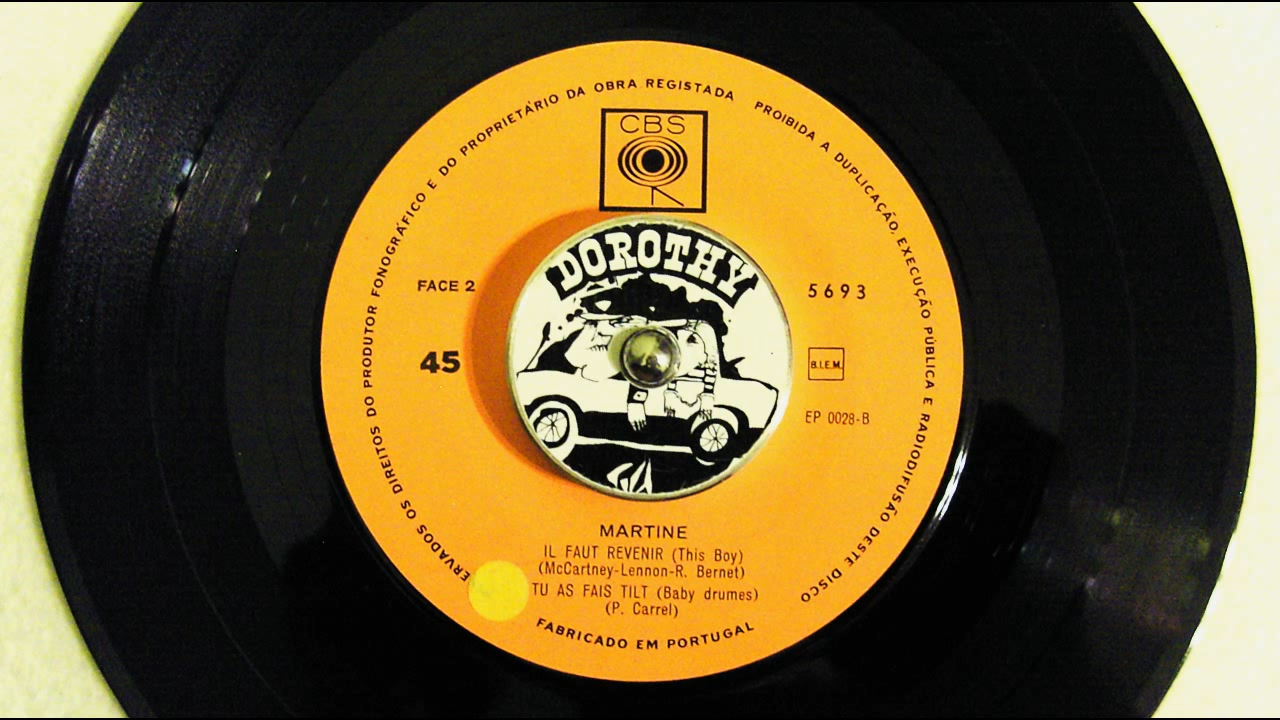 ERVADOS OS DIREITOS DO PRODUTOR FONOGRÁFICO E DO PROPRIETÁRIO DA OBRA REGISTADA PROIBIDA A DUPLICAÇÃO, EXECUÇÃO PÚBLICA E RADIODIFUSÃO DESTE DISCO
CBS
DOROTHY
FACE 2
5693
45
B.I.E.M.
EP 0028-B
MARTINE
IL FAUT REVENIR (This Boy)
(McCartney-Lennon-R. Bernet)
TU AS FAIS TILT (Baby drumes)
(P. Carrel)
FABRICADO EM PORTUGAL